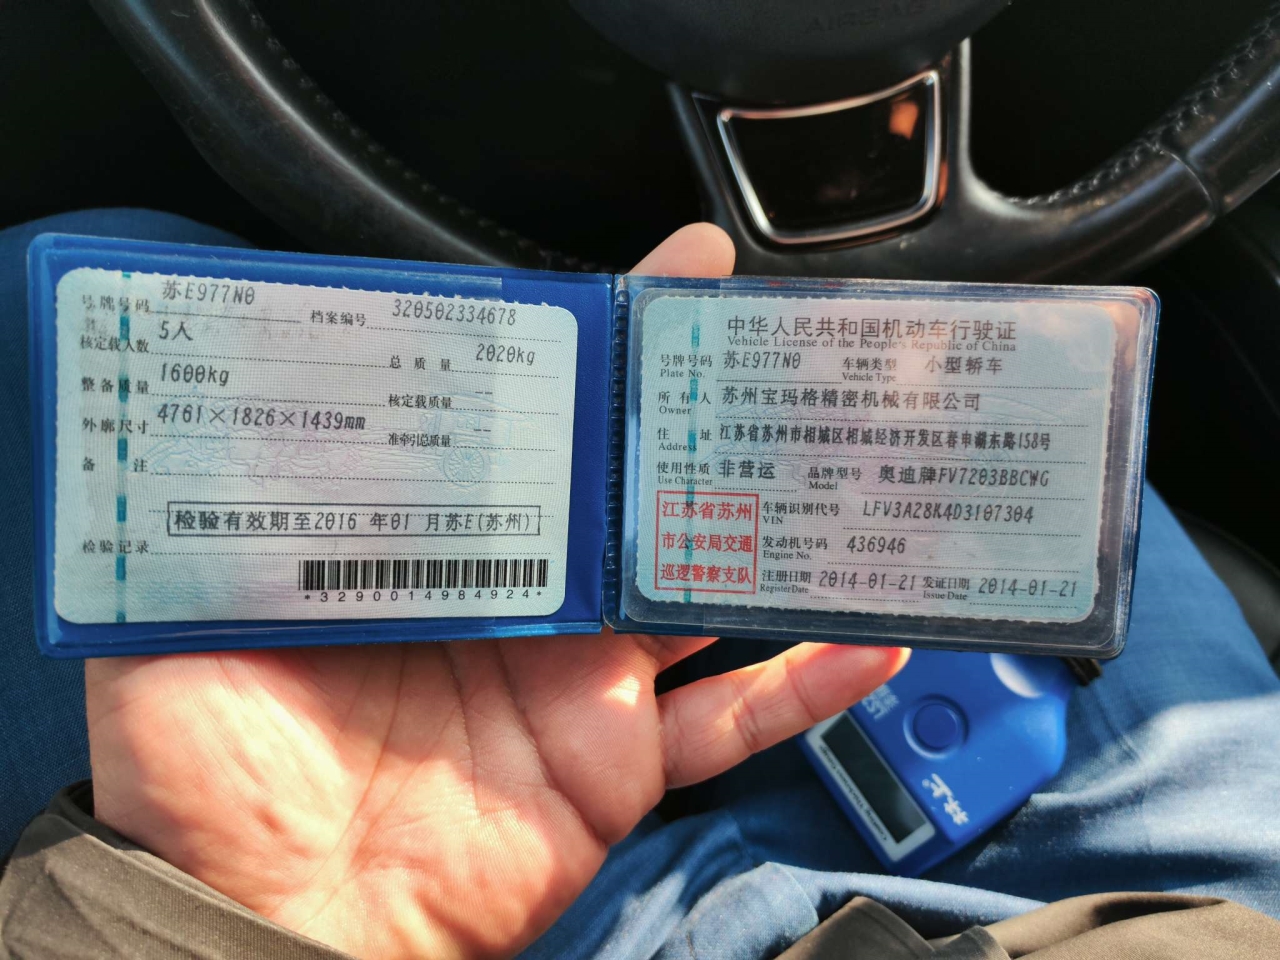 AIRBAG
号牌号码 苏E977N0 档案编号 320502334678
核定载人数 5人 总质量 2020kg
整备质量 1600kg 核定载质量 --
外廓尺寸 4761×1826×1439mm 准牵引总质量 --
备注
检验有效期至2016 年01 月苏E(苏州)
检验记录
*3290014984924*
中华人民共和国机动车行驶证
Vehicle License of the People's Republic of China
号牌号码 苏E977N0 车辆类型 小型轿车
Plate No. Vehicle Type
所有人 苏州宝玛格精密机械有限公司
Owner
住址 江苏省苏州市相城区相城经济开发区春申湖东路158号
Address
使用性质 非营运 品牌型号 奥迪牌FV7203BBCWG
Use Character Model
江苏省苏州
市公安局交通
巡逻警察支队
车辆识别代号 LFV3A28K4D3107304
VIN
发动机号码 436946
Engine No.
注册日期 2014-01-21 发证日期 2014-01-21
Register Date Issue Date